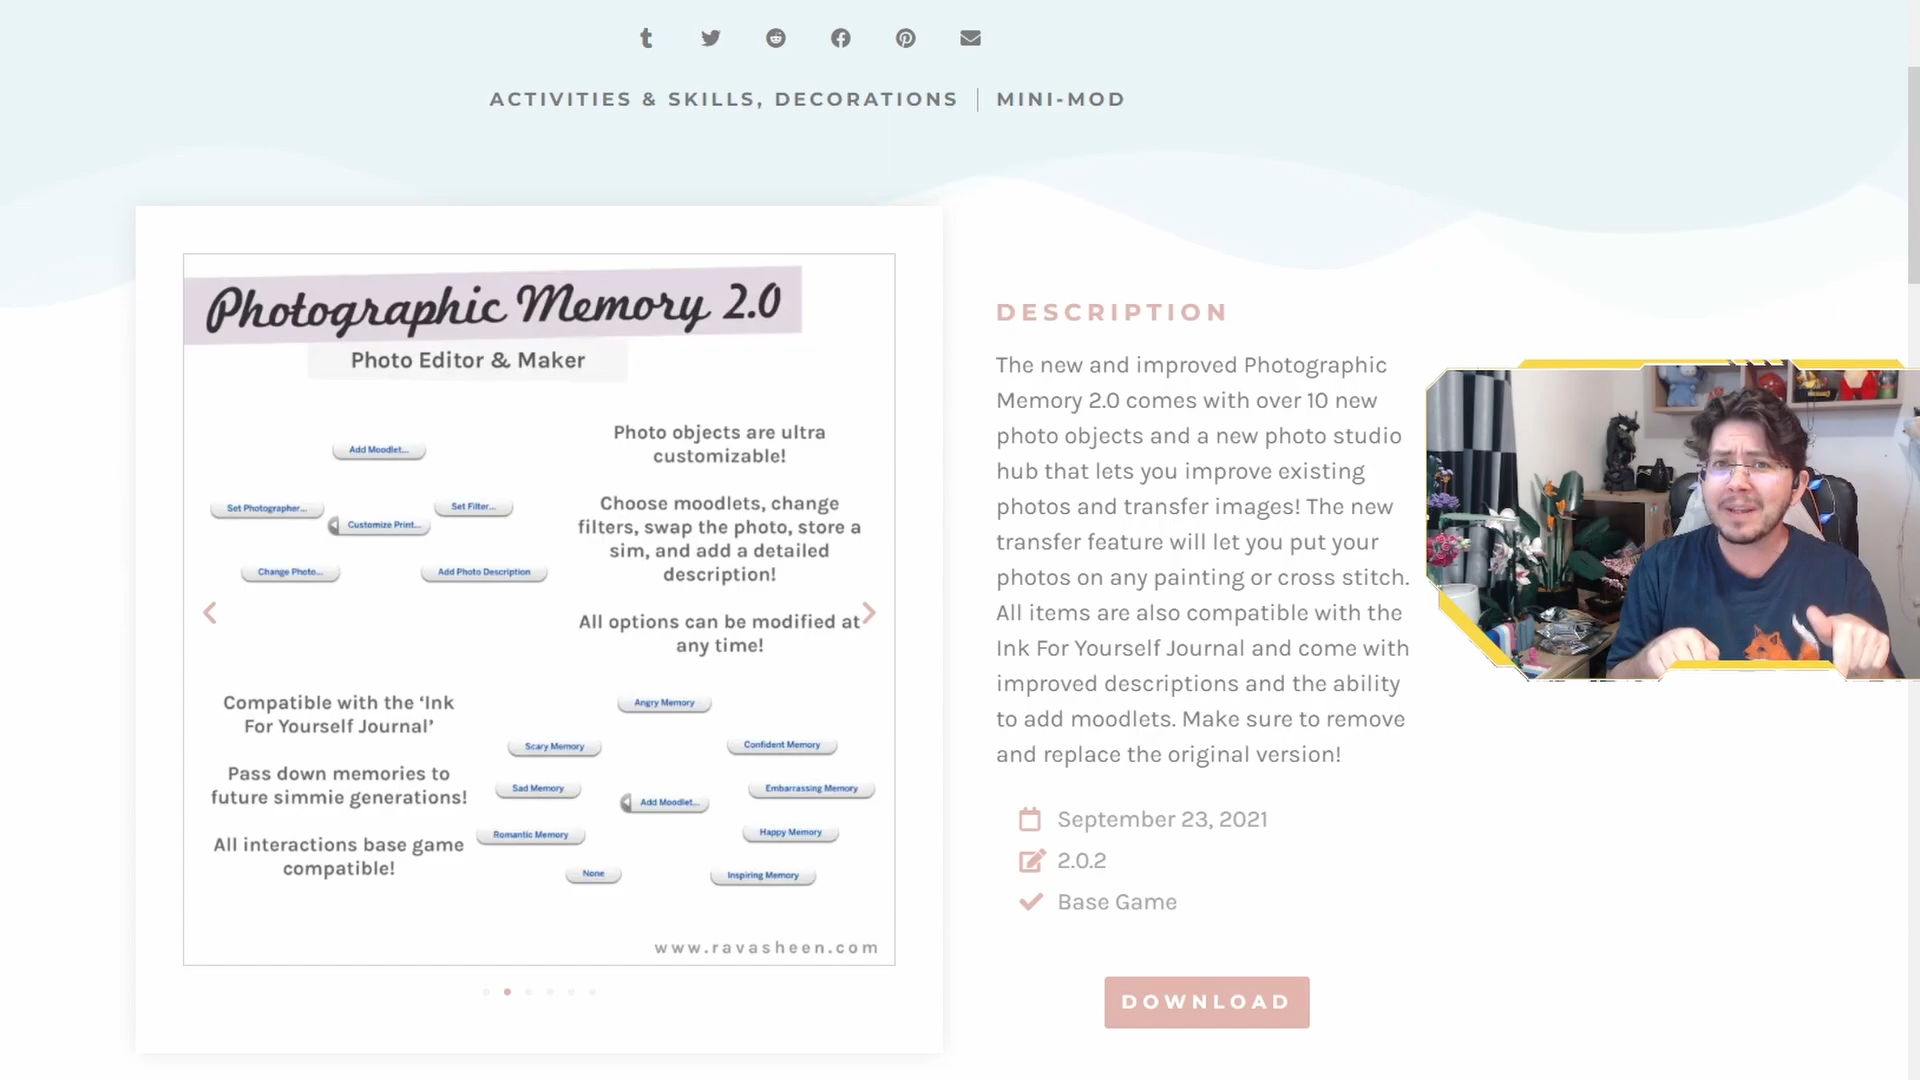 ACTIVITIES & SKILLS, DECORATIONS | MINI-MOD
Photographic Memory 2.0
Photo Editor & Maker
Add Moodlet...
Set Photographer...
Set Filter...
Customize Print...
Change Photo...
Add Photo Description
Photo objects are ultra
customizable!
Choose moodlets, change
filters, swap the photo, store a
sim, and add a detailed
description!
All options can be modified at
any time!
Compatible with the ‘Ink
For Yourself Journal’
Pass down memories to
future simmie generations!
All interactions base game
compatible!
Angry Memory
Scary Memory
Confident Memory
Sad Memory
Embarrassing Memory
Add Moodlet...
Romantic Memory
Happy Memory
None
Inspiring Memory
www.ravasheen.com
DESCRIPTION
The new and improved Photographic
Memory 2.0 comes with over 10 new
photo objects and a new photo studio
hub that lets you improve existing
photos and transfer images! The new
transfer feature will let you put your
photos on any painting or cross stitch.
All items are also compatible with the
Ink For Yourself Journal and come with
improved descriptions and the ability
to add moodlets. Make sure to remove
and replace the original version!
September 23, 2021
2.0.2
Base Game
DOWNLOAD